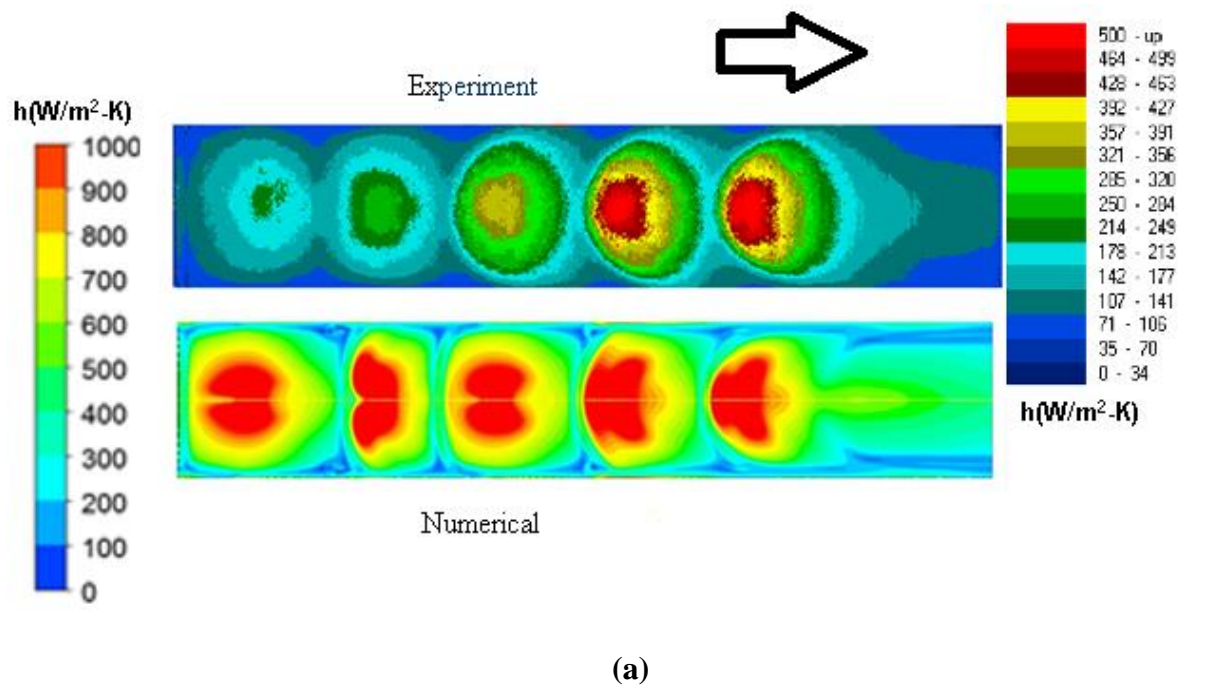 Experiment
h(W/m²-K)
1000
900
800
700
600
500
400
300
200
100
0
500 - up
464 - 499
428 - 463
392 - 427
357 - 391
321 - 356
285 - 320
250 - 284
214 - 249
178 - 213
142 - 177
107 - 141
71 - 106
35 - 70
0 - 34
h(W/m²-K)
Numerical
(a)